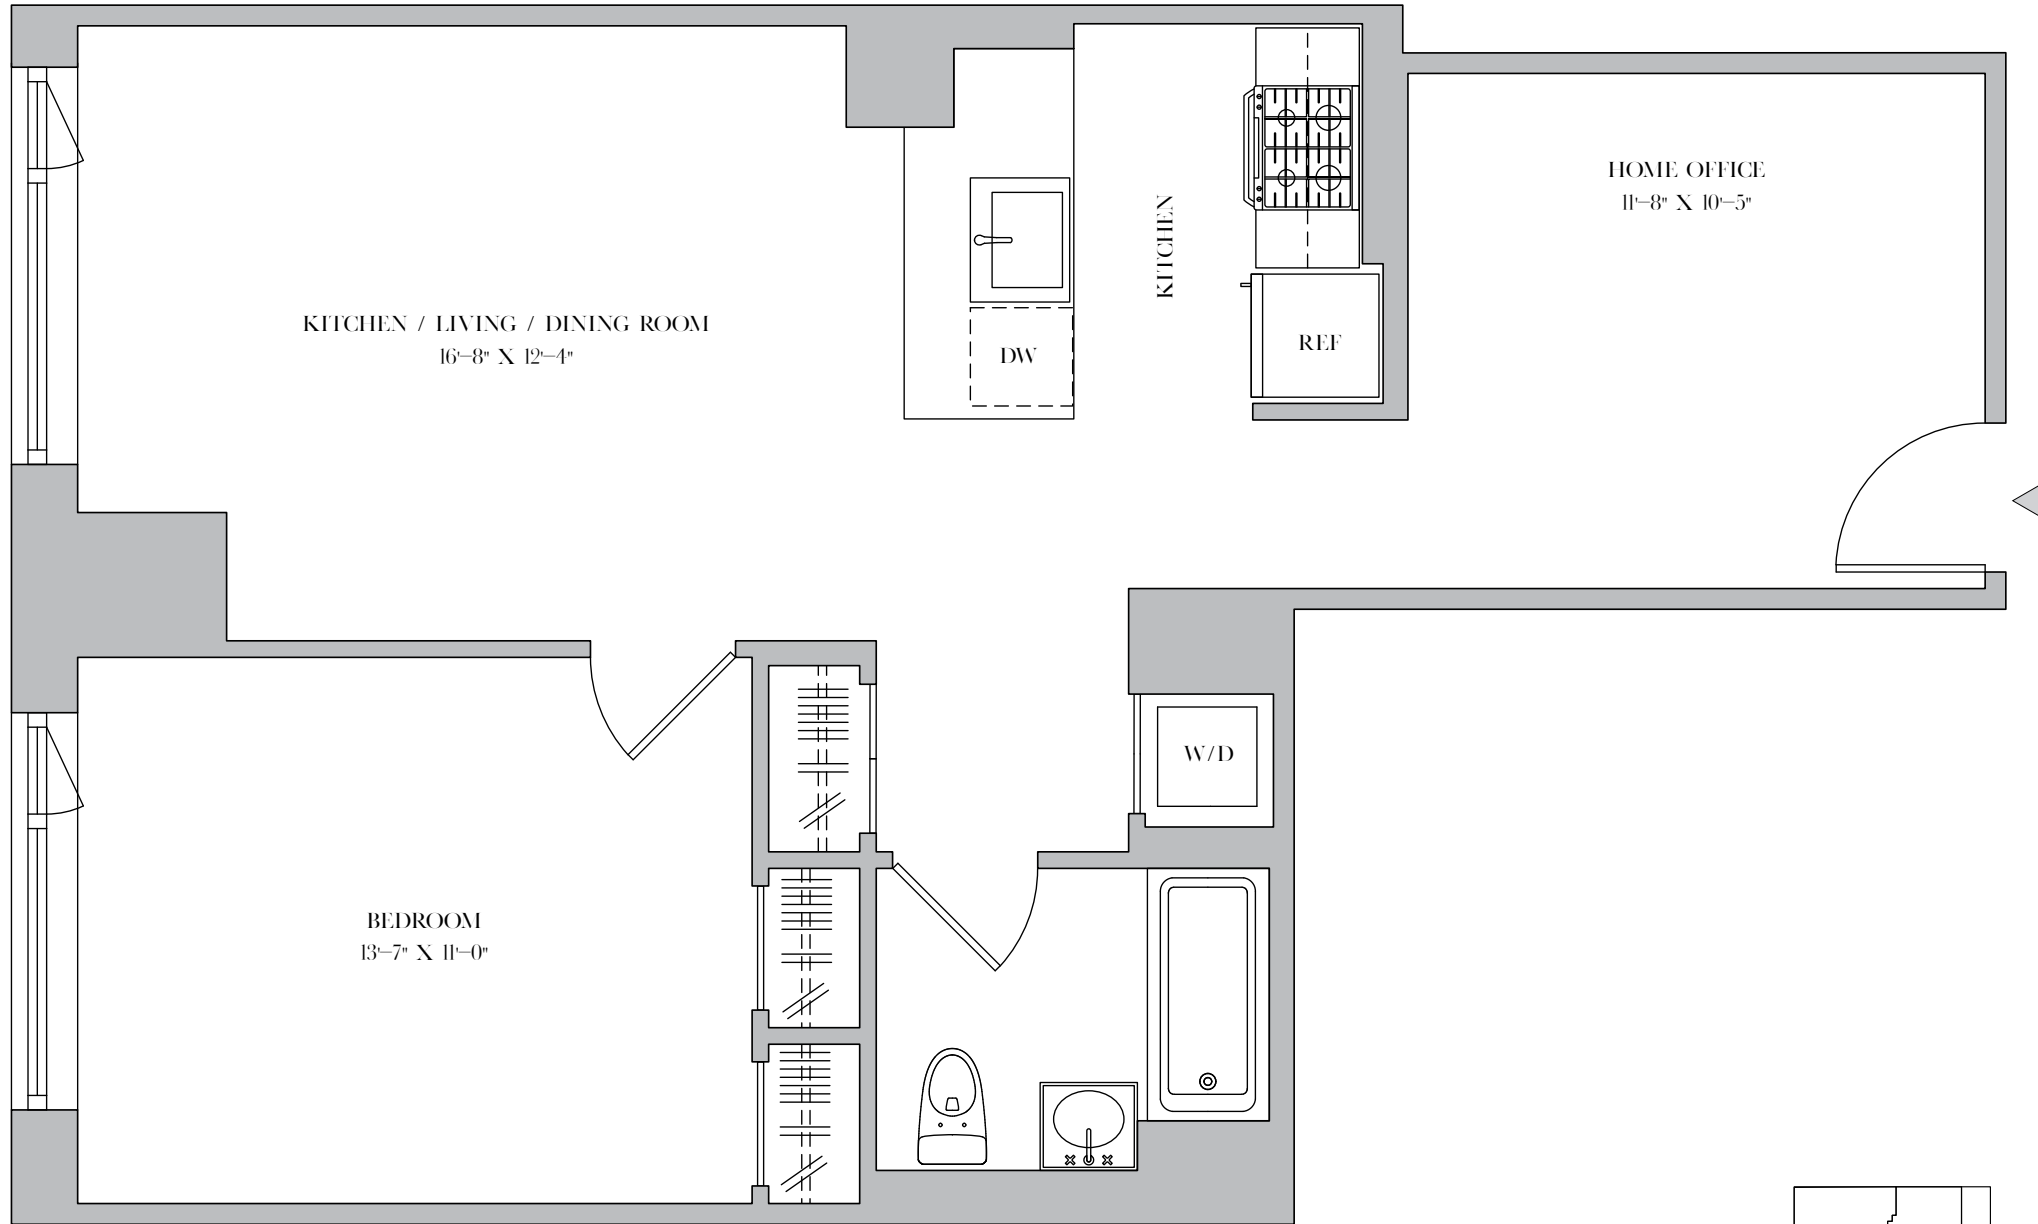 HOME OFFICE
11'-8" X 10'-5"
KITCHEN
KITCHEN / LIVING / DINING ROOM
16'-8" X 12'-4"
DW
REF
W/D
BEDROOM
13'-7" X 11'-0"